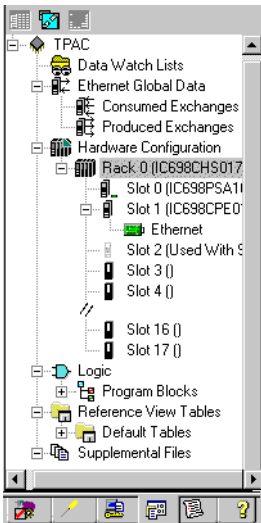 TPAC
Data Watch Lists
Ethernet Global Data
Consumed Exchanges
Produced Exchanges
Hardware Configuration
Rack 0 (IC698CHS017
Slot 0 (IC698PSA1
Slot 1 (IC698CPE0
Ethernet
Slot 2 (Used With S
Slot 3 ()
Slot 4 ()
Slot 16 ()
Slot 17 ()
Logic
Program Blocks
Reference View Tables
Default Tables
Supplemental Files